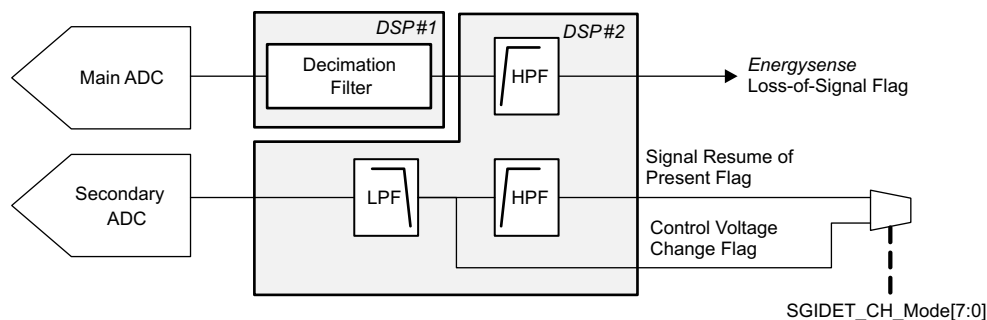 DSP#1
DSP#2
Main ADC
Decimation
Filter
HPF
Energysense
Loss-of-Signal Flag
Secondary
ADC
LPF
HPF
Signal Resume of
Present Flag
Control Voltage
Change Flag
SGIDET_CH_Mode[7:0]